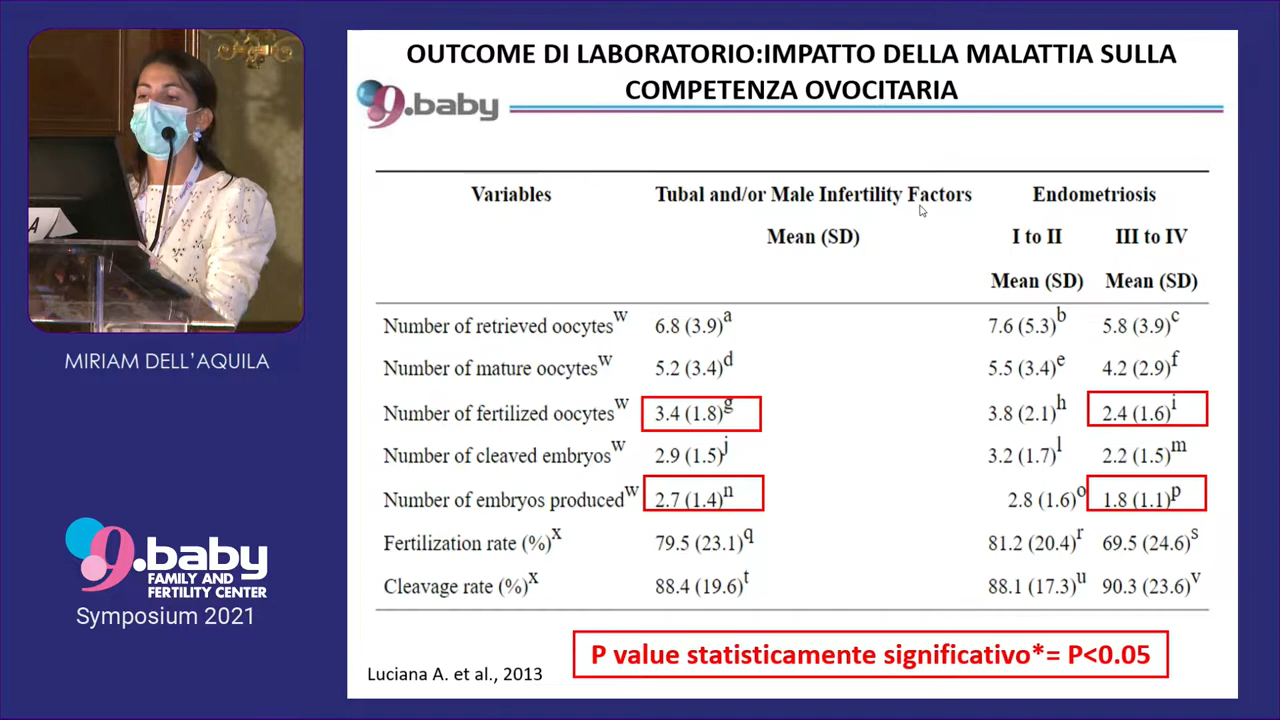 OUTCOME DI LABORATORIO:IMPATTO DELLA MALATTIA SULLA
COMPETENZA OVOCITARIA
9.baby
Variables Tubal and/or Male Infertility Factors Endometriosis
Mean (SD) I to II III to IV
Mean (SD) Mean (SD)
Number of retrieved oocytesʷ 6.8 (3.9)ᵃ 7.6 (5.3)ᵇ 5.8 (3.9)ᶜ
Number of mature oocytesʷ 5.2 (3.4)ᵈ 5.5 (3.4)ᵉ 4.2 (2.9)ᶠ
Number of fertilized oocytesʷ 3.4 (1.8)ᵍ 3.8 (2.1)ʰ 2.4 (1.6)ⁱ
Number of cleaved embryosʷ 2.9 (1.5)ʲ 3.2 (1.7)ˡ 2.2 (1.5)ᵐ
Number of embryos producedʷ 2.7 (1.4)ⁿ 2.8 (1.6)ᵒ 1.8 (1.1)ᵖ
Fertilization rate (%)ˣ 79.5 (23.1)q 81.2 (20.4)ʳ 69.5 (24.6)ˢ
Cleavage rate (%)ˣ 88.4 (19.6)ᵗ 88.1 (17.3)ᵘ 90.3 (23.6)ᵛ
P value statisticamente significativo*= P<0.05
Luciana A. et al., 2013
A
MIRIAM DELL'AQUILA
9.baby
FAMILY AND
FERTILITY CENTER
Symposium 2021